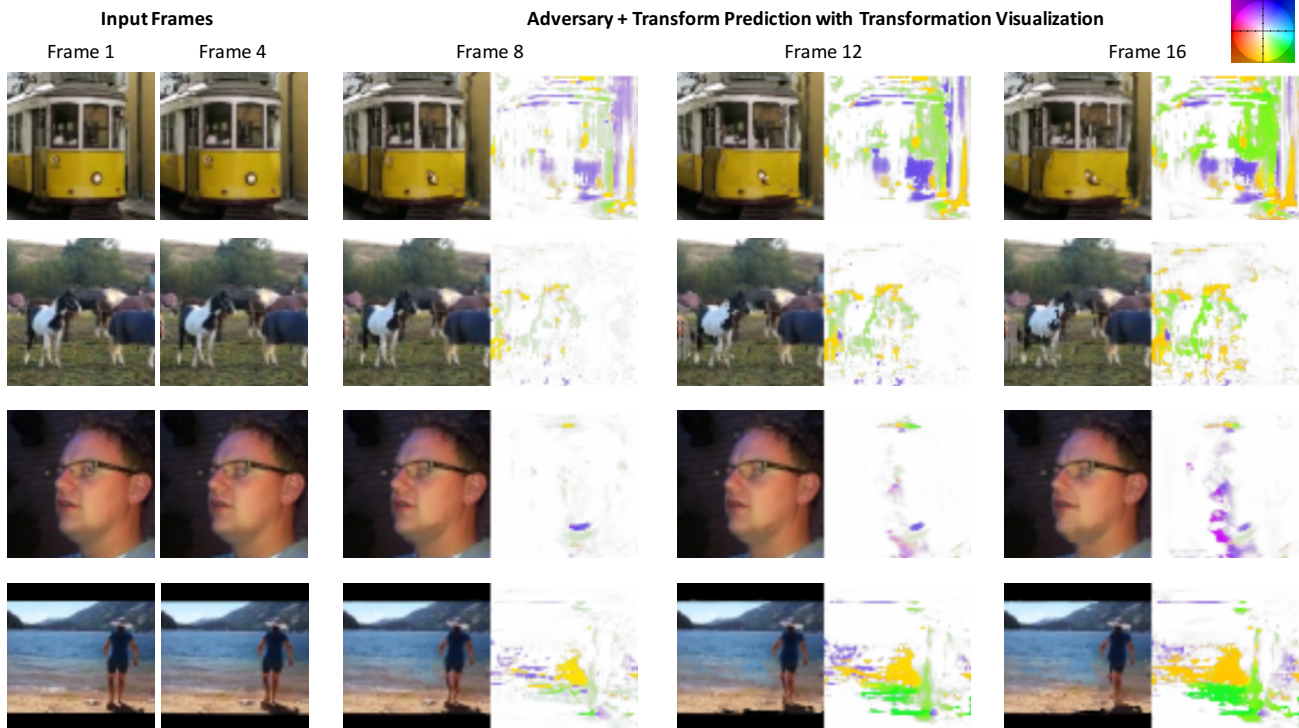 Input Frames
Adversary + Transform Prediction with Transformation Visualization
Frame 1
Frame 4
Frame 8
Frame 12
Frame 16